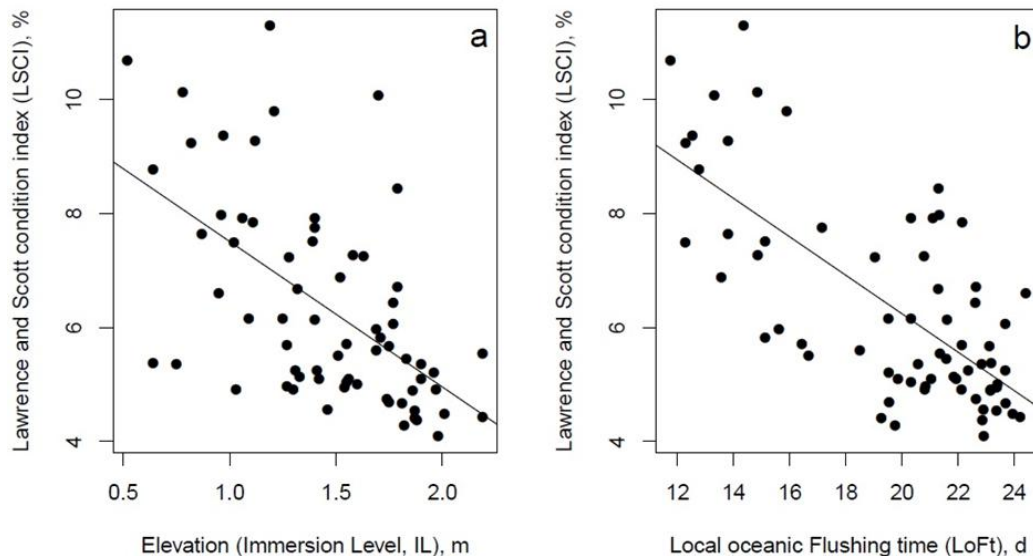 a
Lawrence and Scott condition index (LSCI), %
10
8
6
4
0.5 1.0 1.5 2.0
Elevation (Immersion Level, IL), m
b
Lawrence and Scott condition index (LSCI), %
10
8
6
4
12 14 16 18 20 22 24
Local oceanic Flushing time (LoFt), d